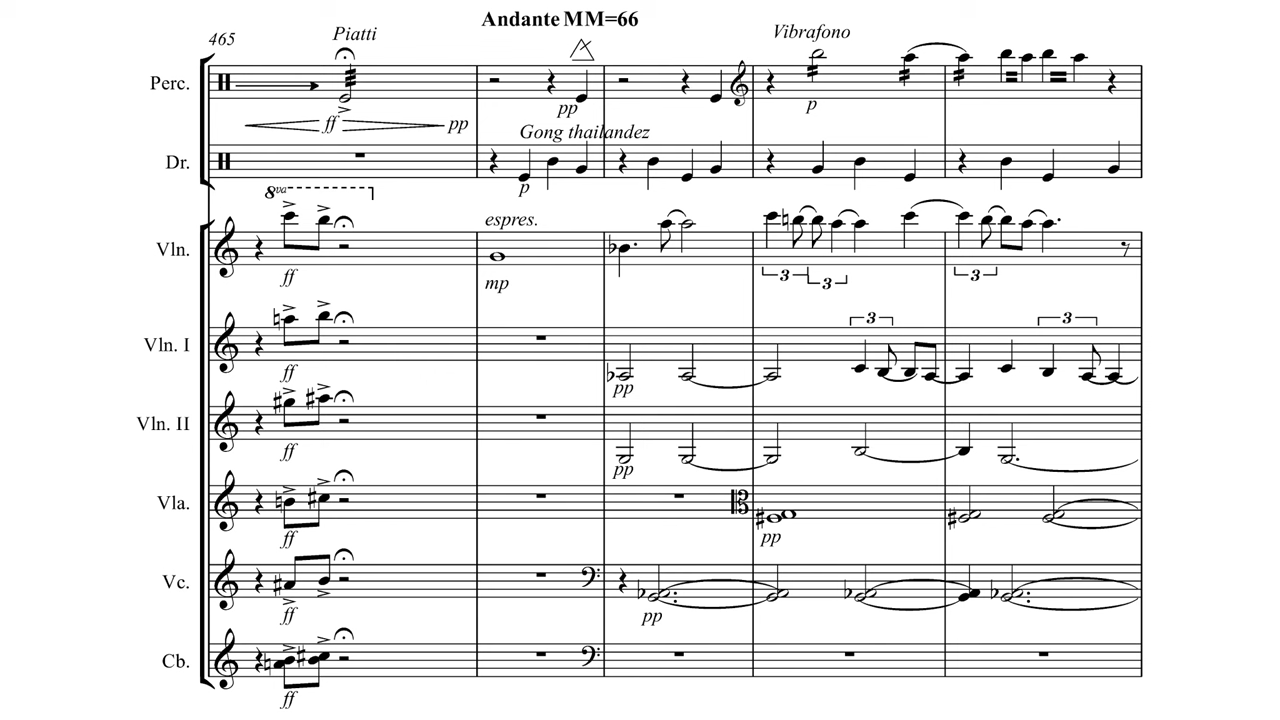 Andante MM=66
465
Piatti
Vibrafono
Perc.
pp
p
ff
pp
Gong thailandez
Dr.
p
8va
espres.
Vln.
ff
mp
3
3
3
3
3
Vln. I
ff
pp
Vln. II
ff
pp
Vla.
ff
pp
Vc.
ff
pp
Cb.
ff